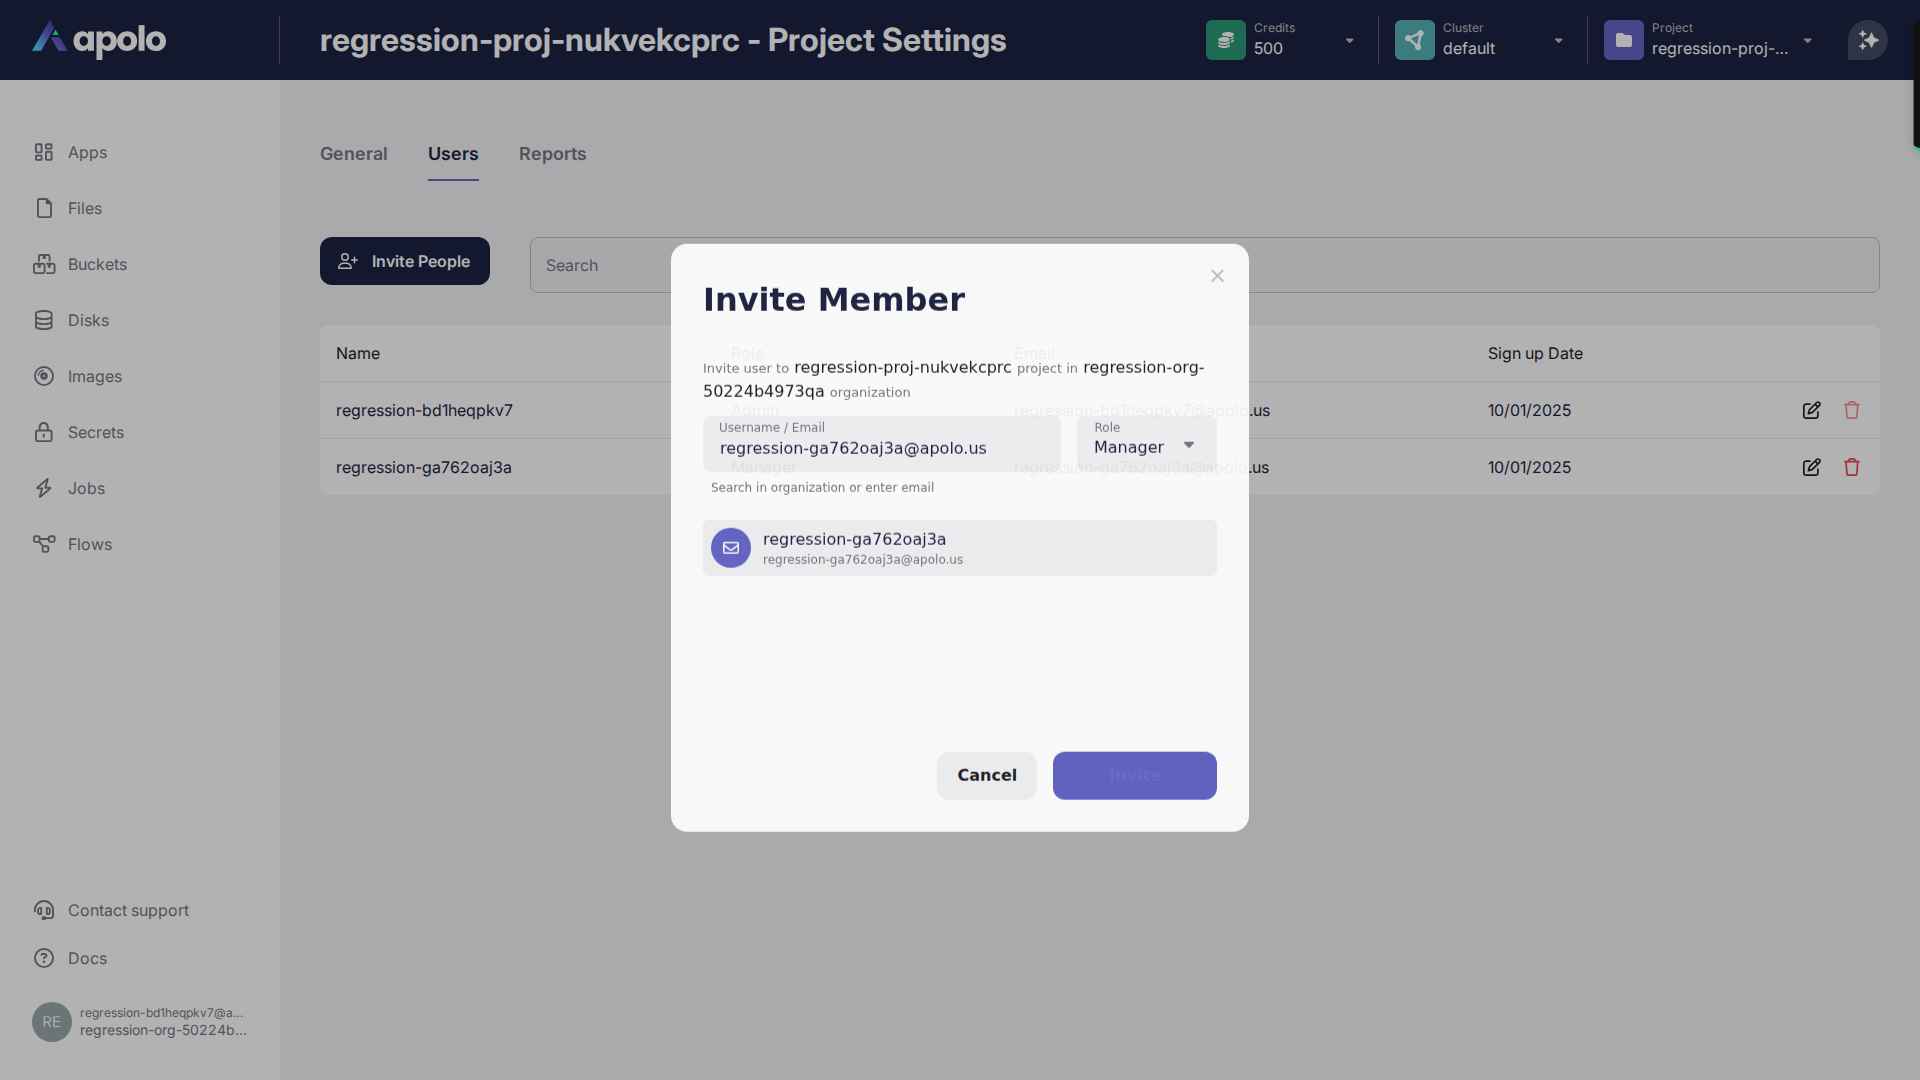 apolo
regression-proj-nukvekcprc - Project Settings
Credits
500
Cluster
default
Project
regression-proj-...
Apps
Files
Buckets
Disks
Images
Secrets
Jobs
Flows
Contact support
Docs
RE
regression-bd1heqpkv7@a...
regression-org-50224b...
General Users Reports
Invite People
Search
Name Role Email Sign up Date
regression-bd1heqpkv7 Admin regression-bd1heqpkv7@apolo.us 10/01/2025
regression-ga762oaj3a Manager regression-ga762oaj3a@apolo.us 10/01/2025
Invite Member
Invite user to regression-proj-nukvekcprc project in regression-org-
50224b4973qa organization
Username / Email
regression-ga762oaj3a@apolo.us
Role
Manager
Search in organization or enter email
regression-ga762oaj3a
regression-ga762oaj3a@apolo.us
Cancel
Invite